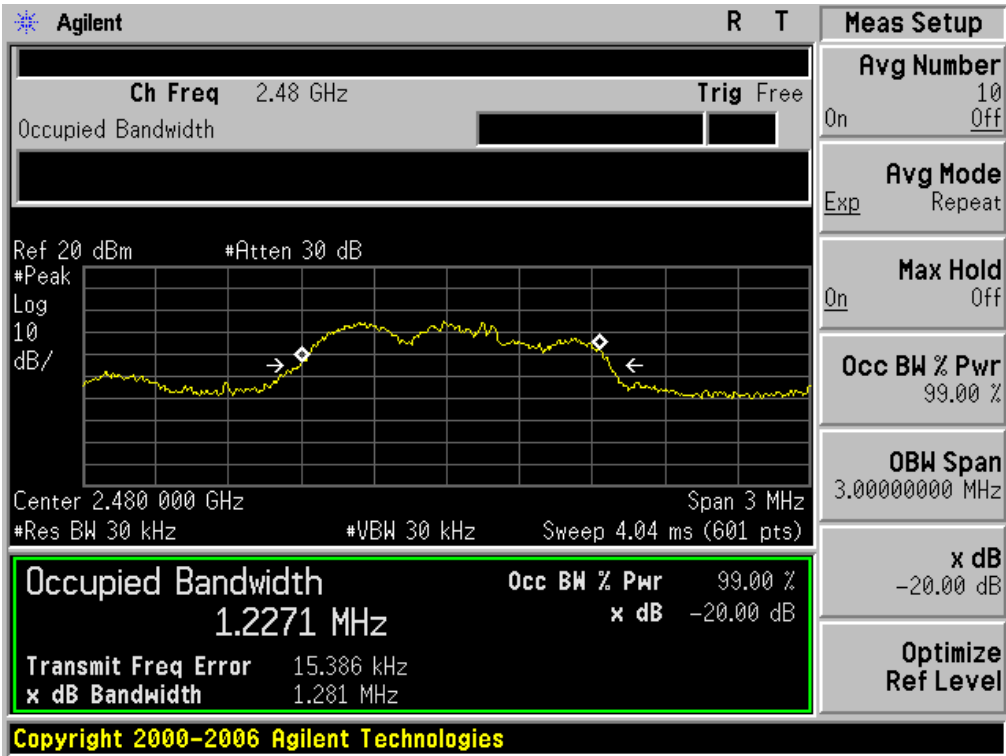 Agilent R T
Ch Freq 2.48 GHz Trig Free
Occupied Bandwidth
Ref 20 dBm #Atten 30 dB
#Peak
Log
10
dB/
Center 2.480 000 GHz Span 3 MHz
#Res BW 30 kHz #VBW 30 kHz Sweep 4.04 ms (601 pts)
Occupied Bandwidth Occ BW % Pwr 99.00 %
1.2271 MHz x dB -20.00 dB
Transmit Freq Error 15.386 kHz
x dB Bandwidth 1.281 MHz
Copyright 2000-2006 Agilent Technologies
Meas Setup
Avg Number
10
On Off
Avg Mode
Exp Repeat
Max Hold
On Off
Occ BW % Pwr
99.00 %
OBW Span
3.00000000 MHz
x dB
-20.00 dB
Optimize
Ref Level